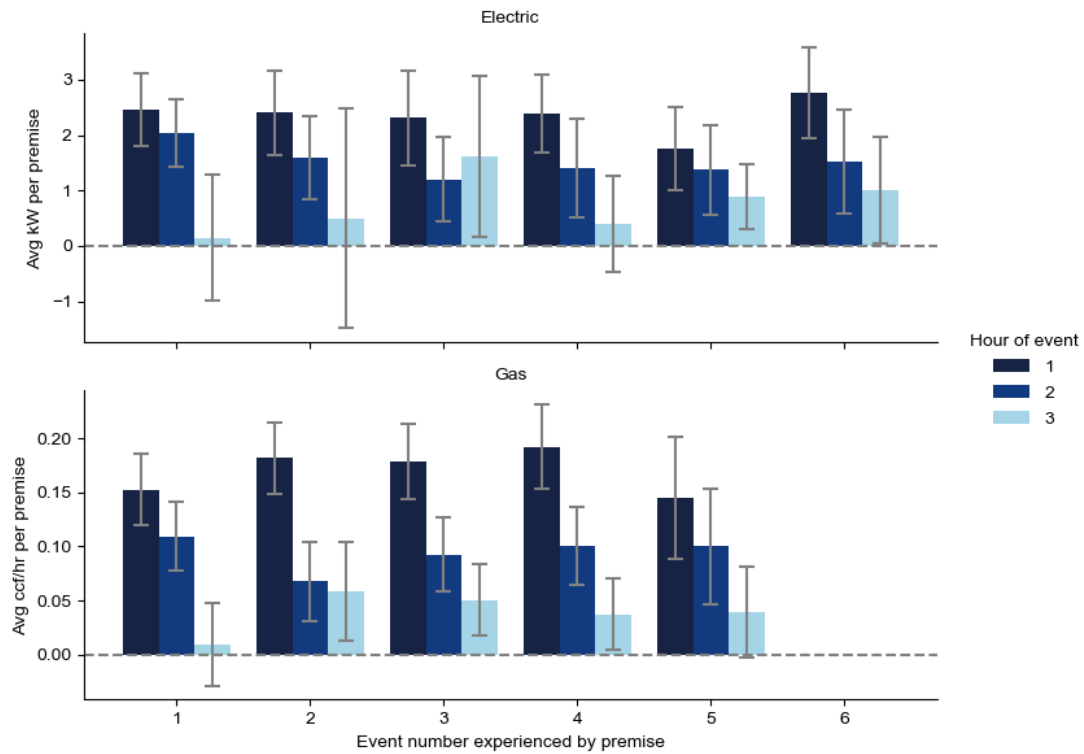 Electric
Avg kW per premise
3
2
1
0
−1
Gas
Avg ccf/hr per premise
0.20
0.15
0.10
0.05
0.00
1 2 3 4 5 6
Event number experienced by premise
Hour of event
1
2
3